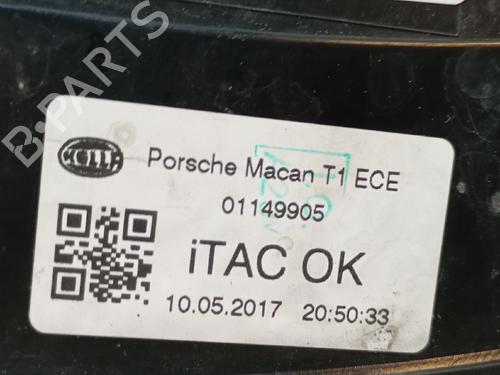 B-PARTS
HELLA
Porsche Macan T1 ECE
01149905
iTAC OK
10.05.2017 20:50:33